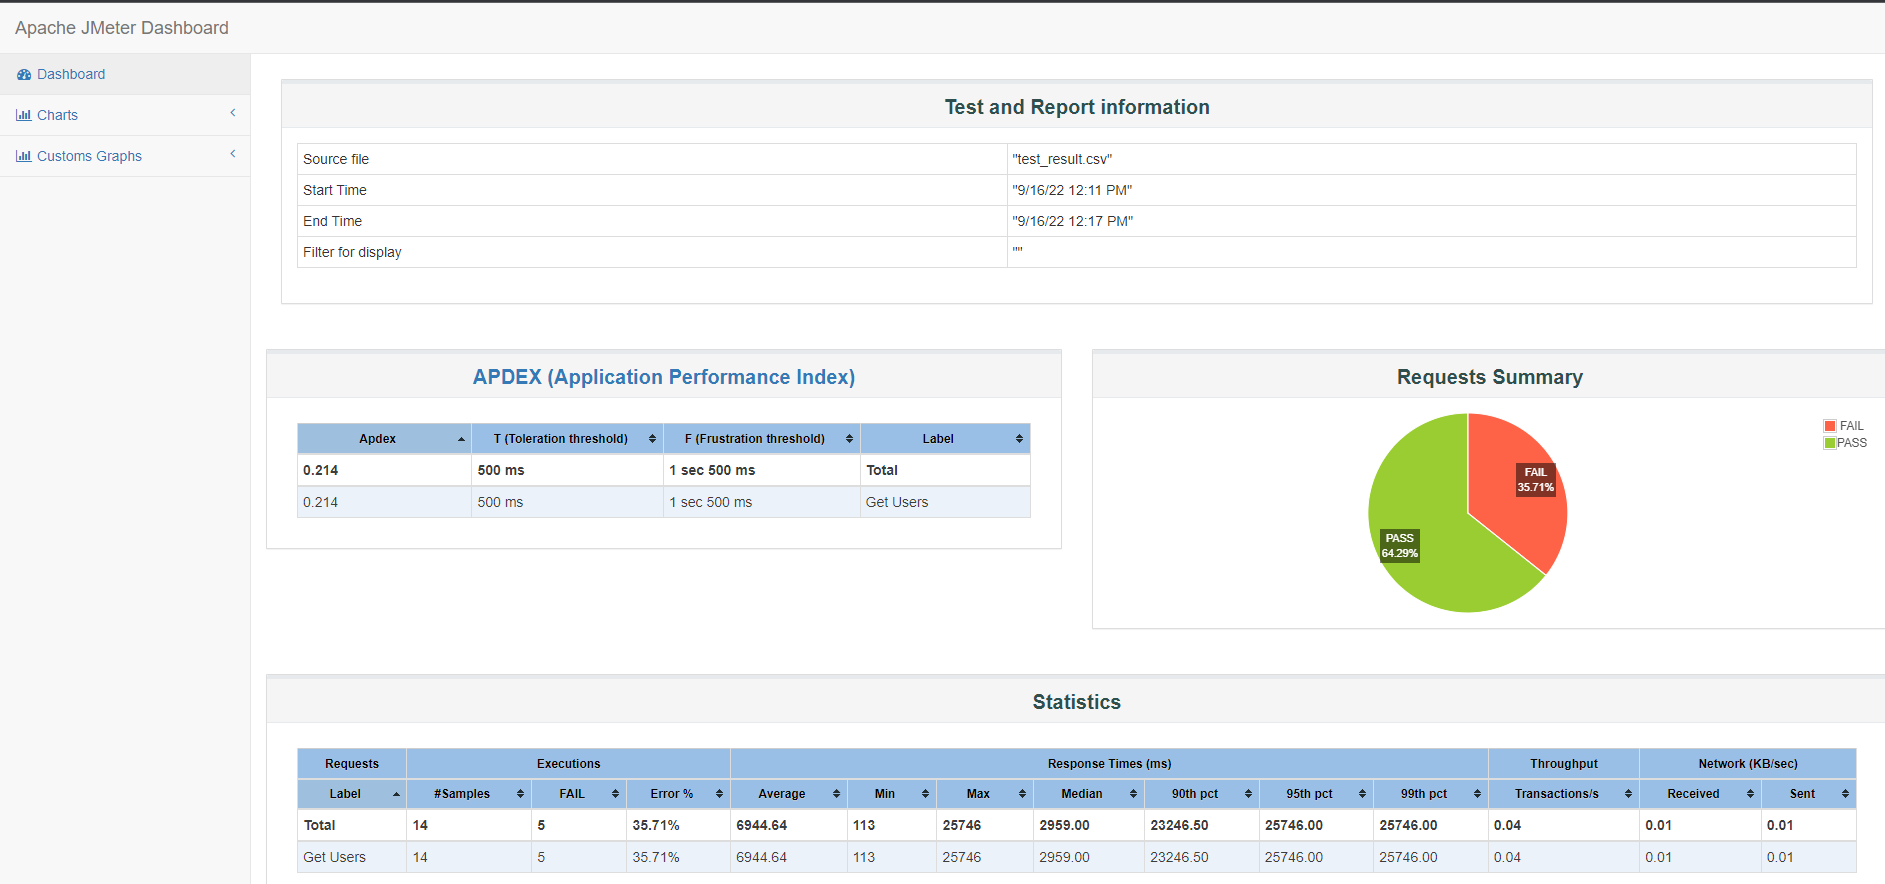 Apache JMeter Dashboard
Dashboard
Charts
Customs Graphs
Test and Report information
Source file "test_result.csv"
Start Time "9/16/22 12:11 PM"
End Time "9/16/22 12:17 PM"
Filter for display ""
APDEX (Application Performance Index)
Apdex T (Toleration threshold) F (Frustration threshold) Label
0.214 500 ms 1 sec 500 ms Total
0.214 500 ms 1 sec 500 ms Get Users
Requests Summary
FAIL
PASS
FAIL
35.71%
PASS
64.29%
Statistics
Requests Executions Response Times (ms) Throughput Network (KB/sec)
Label #Samples FAIL Error % Average Min Max Median 90th pct 95th pct 99th pct Transactions/s Received Sent
Total 14 5 35.71% 6944.64 113 25746 2959.00 23246.50 25746.00 25746.00 0.04 0.01 0.01
Get Users 14 5 35.71% 6944.64 113 25746 2959.00 23246.50 25746.00 25746.00 0.04 0.01 0.01